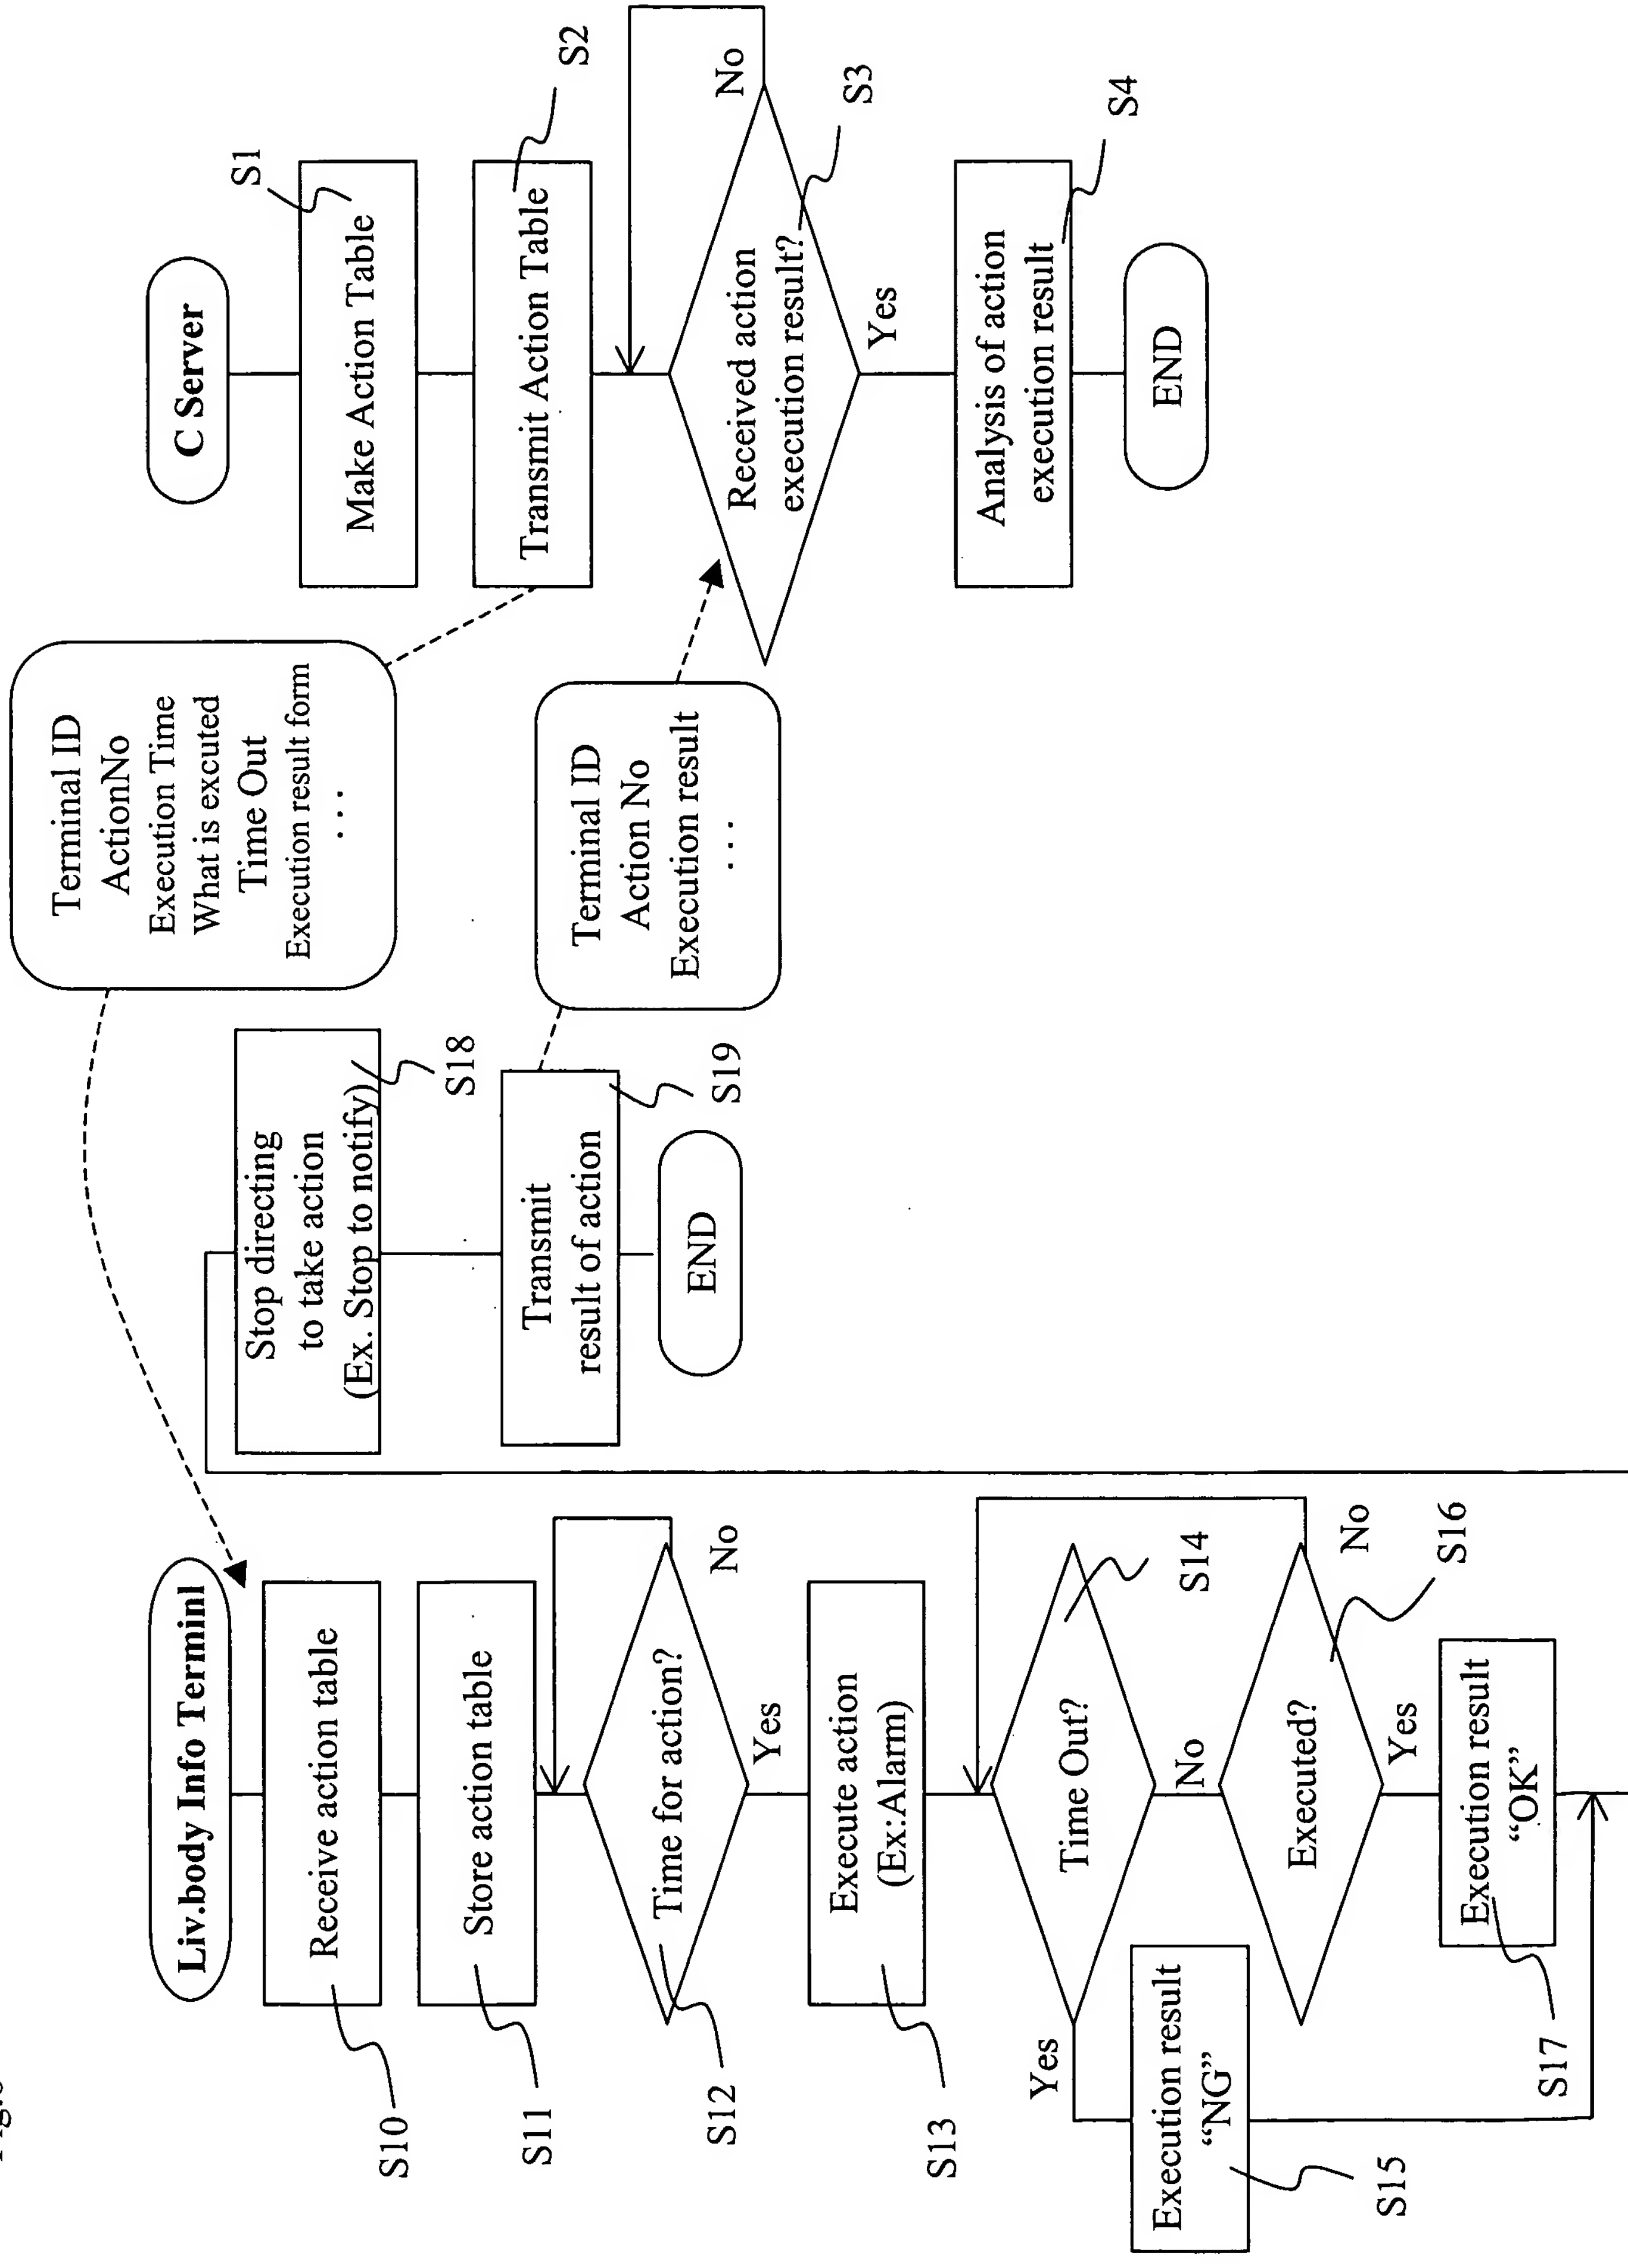 Liv.body Info Terminl
Receive action table
S10
Store action table
S11
Time for action?
S12
No
Yes
Execute action
(Ex:Alarm)
S13
Time Out?
S14
Yes
No
Execution result
“NG”
S15
Executed?
S16
No
Yes
Execution result
“OK”
S17
Stop directing
to take action
(Ex. Stop to notify)
S18
Transmit
result of action
S19
END
Terminal ID
ActionNo
Execution Time
What is excuted
Time Out
Execution result form
...
Terminal ID
Action No
Execution result
...
C Server
Make Action Table
S1
Transmit Action Table
S2
Received action
execution result?
S3
No
Yes
Analysis of action
execution result
S4
END